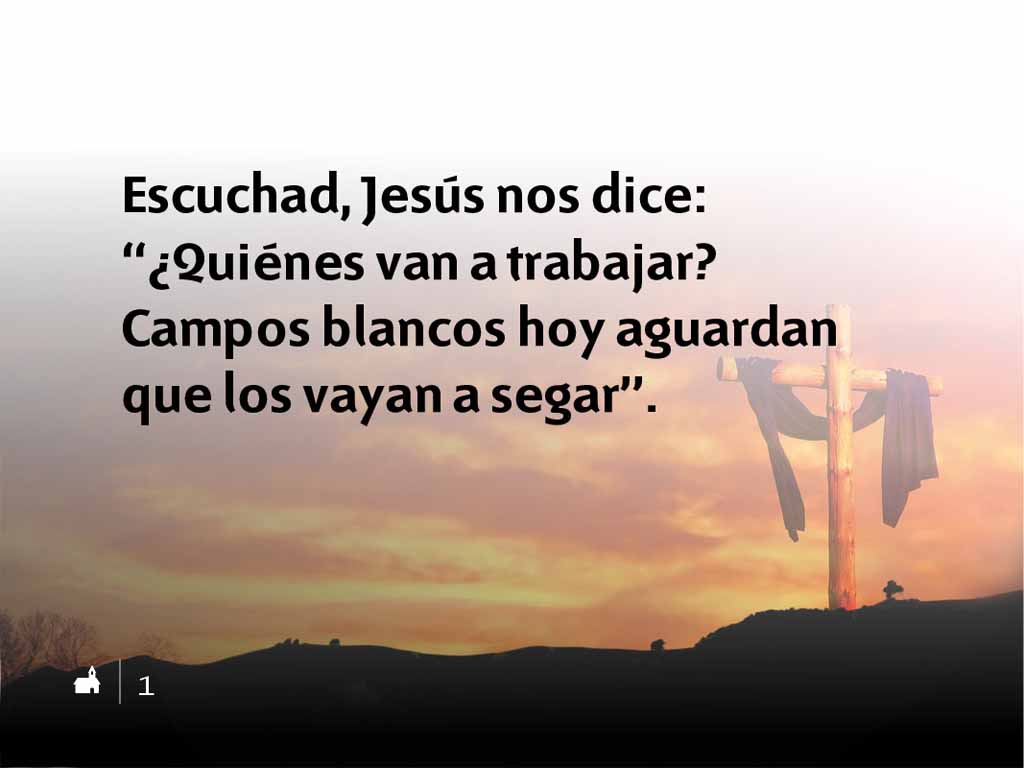 Escuchad, Jesús nos dice:
“¿Quiénes van a trabajar?
Campos blancos hoy aguardan
que los vayan a segar”.
1